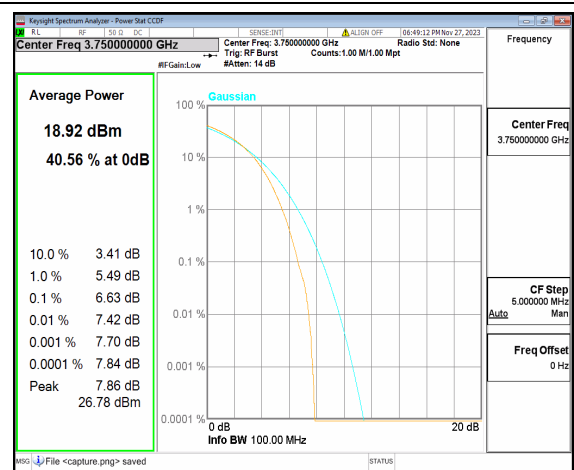 Keysight Spectrum Analyzer - Power Stat CCDF
RL RF 50 Ω DC SENSE:INT ALIGN OFF 06:49:12 PM Nov 27, 2023
Center Freq 3.750000000 GHz
Center Freq: 3.750000000 GHz Radio Std: None
Trig: RF Burst Counts:1.00 M/1.00 Mpt
#IFGain:Low #Atten: 14 dB
Frequency
Average Power
18.92 dBm
40.56 % at 0dB
10.0 % 3.41 dB
1.0 % 5.49 dB
0.1 % 6.63 dB
0.01 % 7.42 dB
0.001 % 7.70 dB
0.0001 % 7.84 dB
Peak 7.86 dB
26.78 dBm
Gaussian
100 %
10 %
1 %
0.1 %
0.01 %
0.001 %
0.0001 %
0 dB 20 dB
Info BW 100.00 MHz
Center Freq
3.750000000 GHz
CF Step
5.000000 MHz
Auto Man
Freq Offset
0 Hz
MSG File <capture.png> saved STATUS